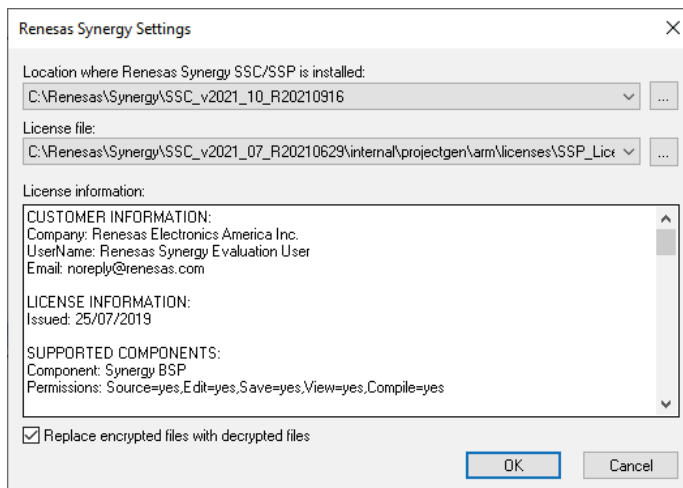 Renesas Synergy Settings
Location where Renesas Synergy SSC/SSP is installed:
C:\Renesas\Synergy\SSC_v2021_10_R20210916
...
License file:
C:\Renesas\Synergy\SSC_v2021_07_R20210629\internal\projectgen\arm\licenses\SSP_Lice
...
License information:
CUSTOMER INFORMATION:
Company: Renesas Electronics America Inc.
UserName: Renesas Synergy Evaluation User
Email: noreply@renesas.com
LICENSE INFORMATION:
Issued: 25/07/2019
SUPPORTED COMPONENTS:
Component: Synergy BSP
Permissions: Source=yes,Edit=yes,Save=yes,View=yes,Compile=yes
Replace encrypted files with decrypted files
OK
Cancel